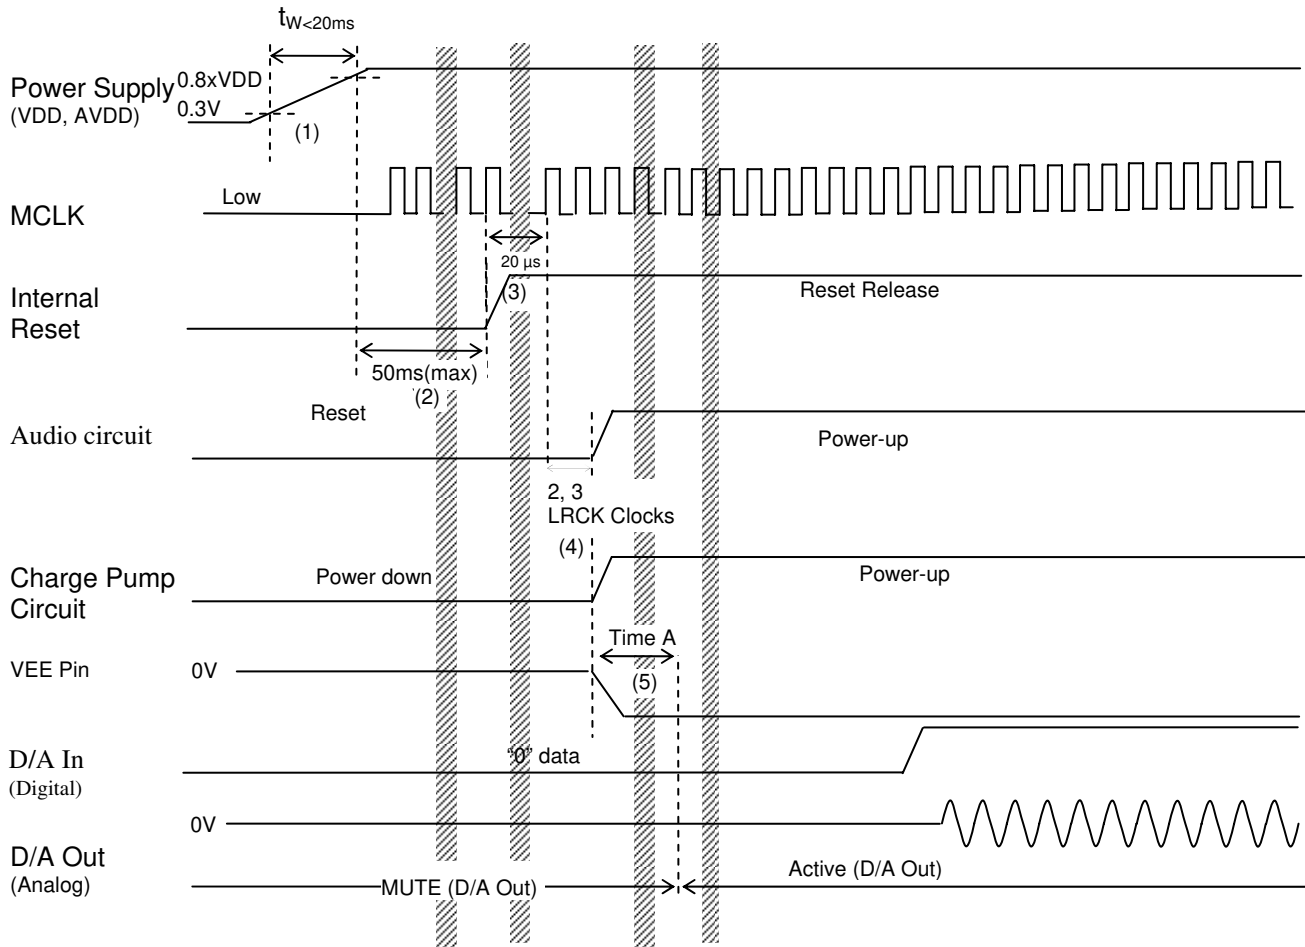 tW<20ms
Power Supply
(VDD, AVDD)
0.8xVDD
0.3V
(1)
MCLK
Low
20 µs
(3)
Internal
Reset
Reset Release
50ms(max)
(2)
Reset
Audio circuit
Power-up
2, 3
LRCK Clocks
(4)
Charge Pump
Circuit
Power down
Power-up
Time A
(5)
VEE Pin
0V
D/A In
(Digital)
"0" data
0V
D/A Out
(Analog)
MUTE (D/A Out)
Active (D/A Out)